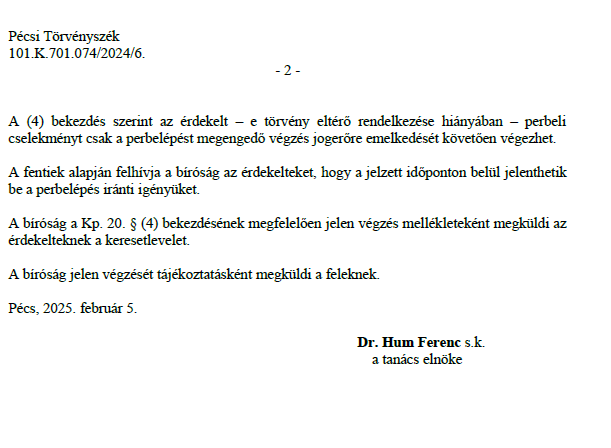 Pécsi Törvényszék
101.K.701.074/2024/6.
- 2 -
A (4) bekezdés szerint az érdekelt – e törvény eltérő rendelkezése hiányában – perbeli
cselekményt csak a perbelépést megengedő végzés jogerőre emelkedését követően végezhet.
A fentiek alapján felhívja a bíróság az érdekelteket, hogy a jelzett időponton belül jelenthetik
be a perbelépés iránti igényüket.
A bíróság a Kp. 20. § (4) bekezdésének megfelelően jelen végzés mellékleteként megküldi az
érdekelteknek a keresetlevelet.
A bíróság jelen végzését tájékoztatásként megküldi a feleknek.
Pécs, 2025. február 5.
Dr. Hum Ferenc s.k.
a tanács elnöke